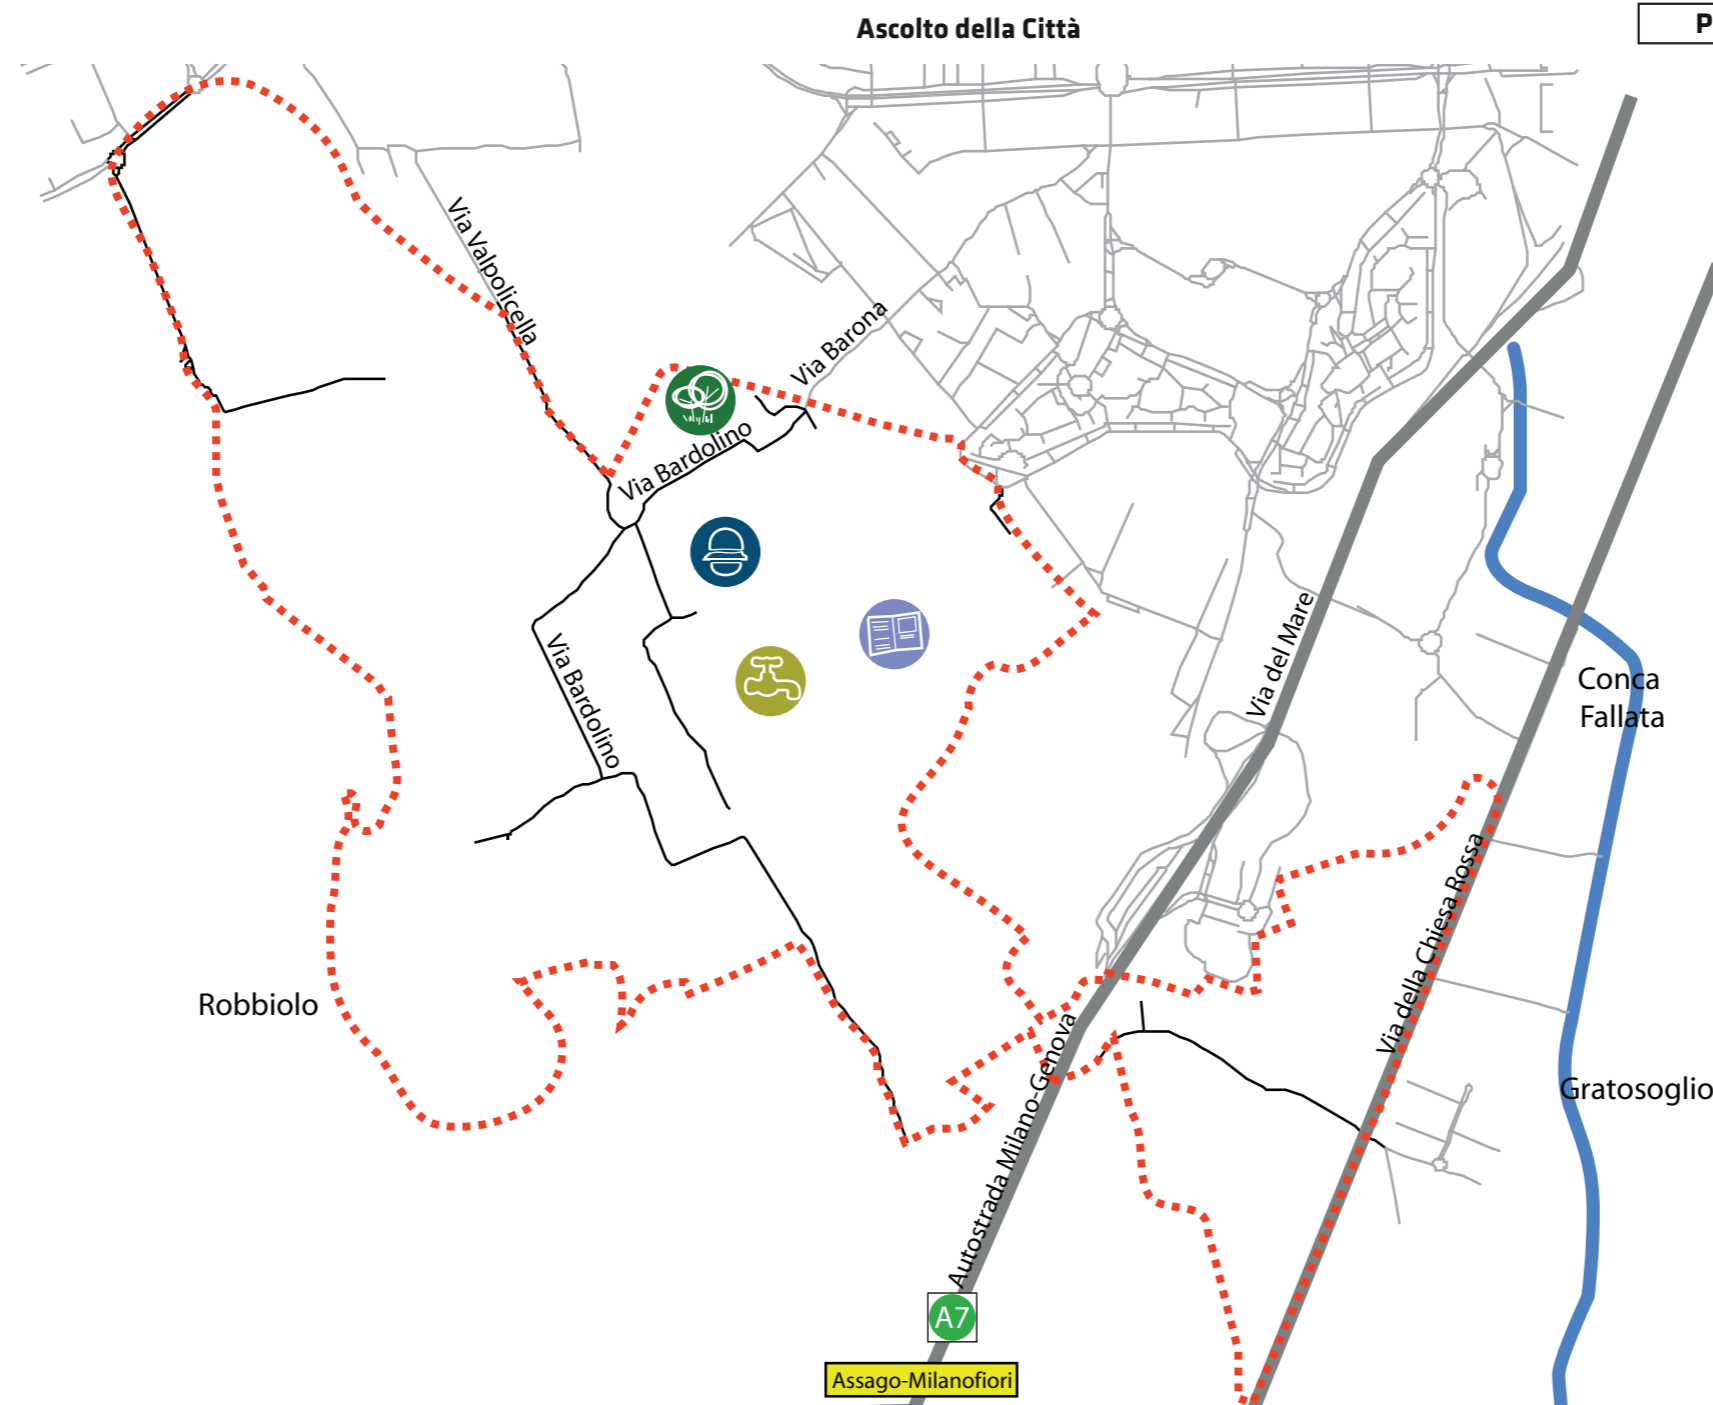 Ascolto della Città
P
Via Valpolicella
Via Barona
Via Bardolino
Via Bardolino
Via del Mare
Conca
Fallata
Via della Chiesa Rossa
Robbiolo
Autostrada Milano-Genova
Gratosoglio
A7
Assago-Milanofiori